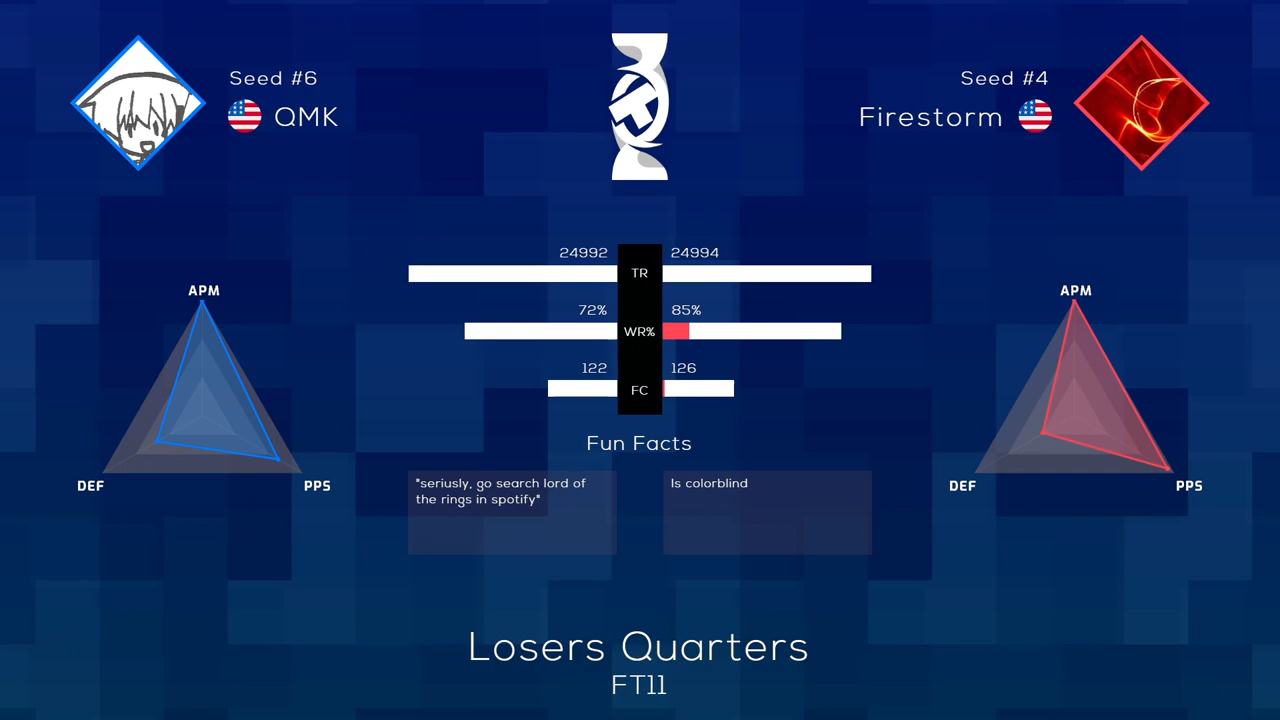 Seed #6
QMK
Seed #4
Firestorm
24992 TR 24994
72% WR% 85%
122 FC 126
APM
DEF
PPS
APM
DEF
PPS
Fun Facts
"seriusly, go search lord of
the rings in spotify"
Is colorblind
Losers Quarters
FT11